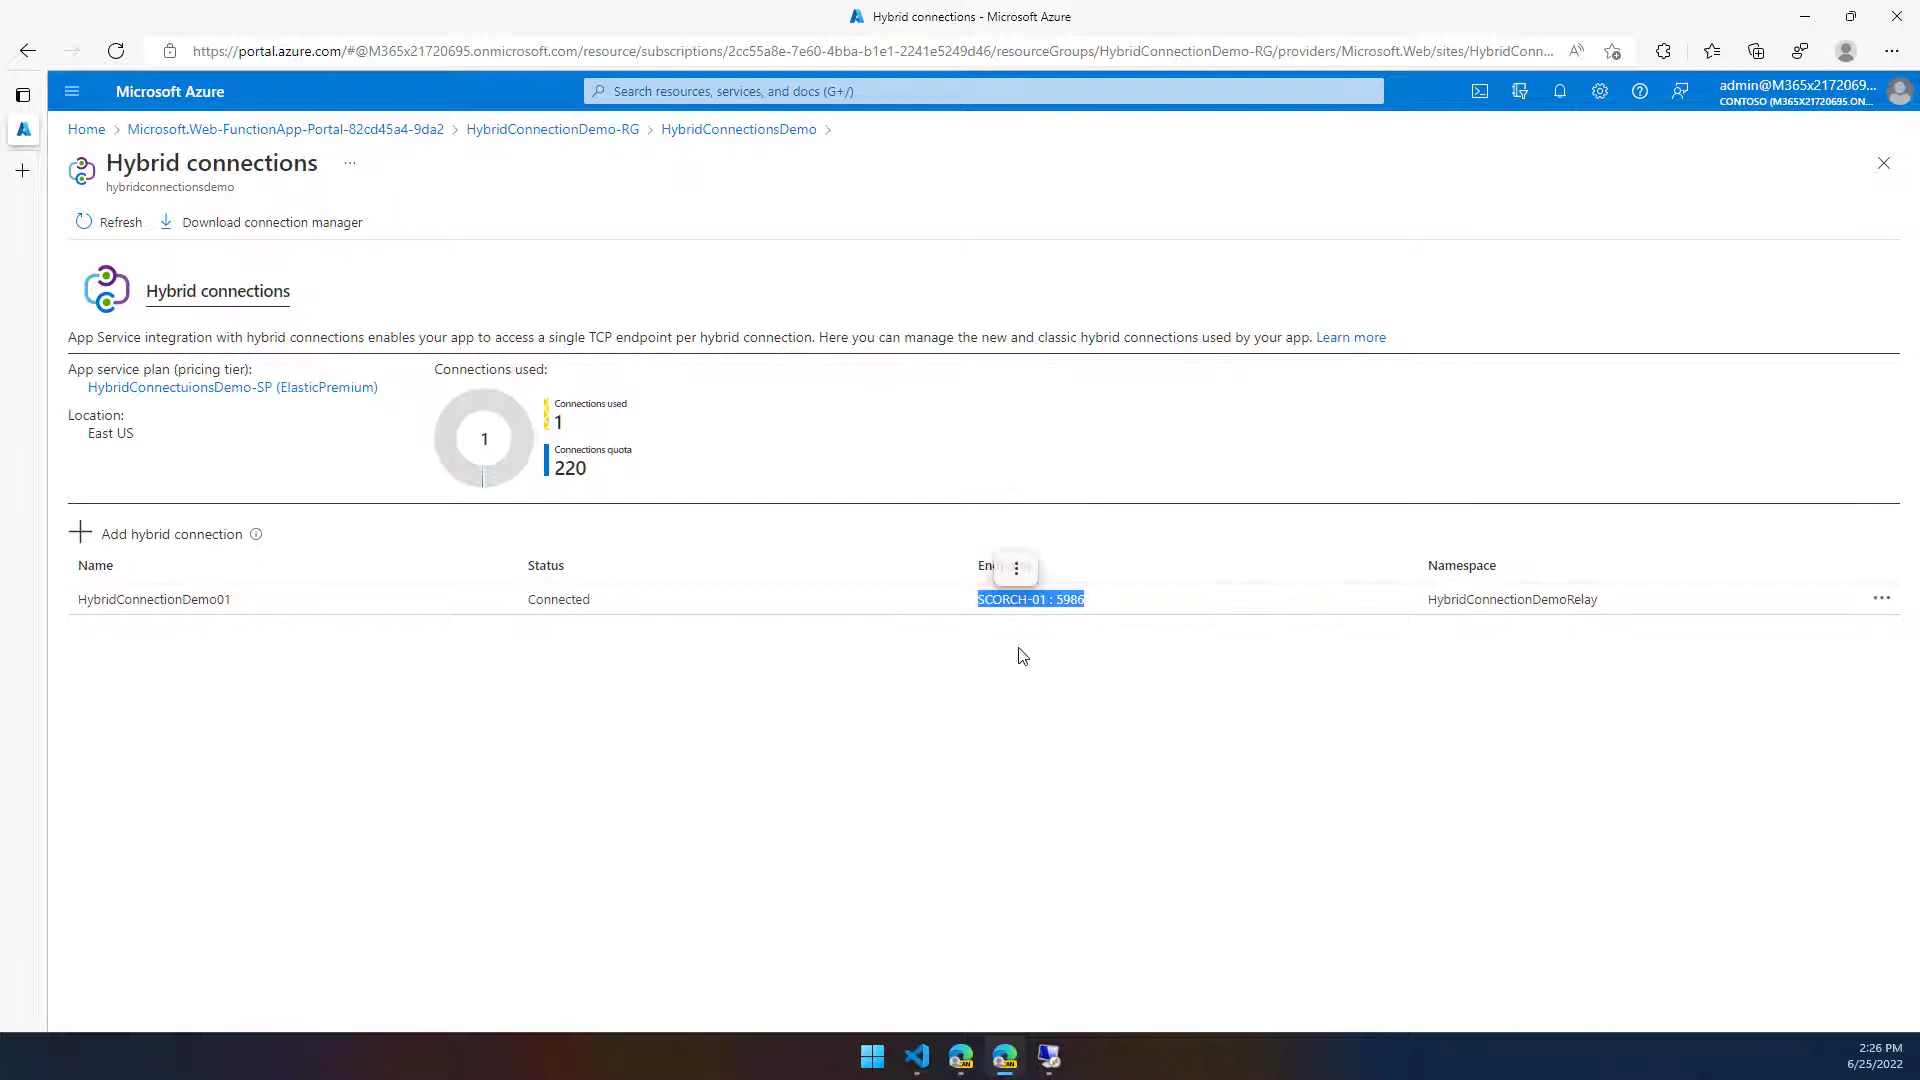 Hybrid connections - Microsoft Azure
https://portal.azure.com/#@M365x21720695.onmicrosoft.com/resource/subscriptions/2cc55a8e-7e60-4bba-b1e1-2241e5249d46/resourceGroups/HybridConnectionDemo-RG/providers/Microsoft.Web/sites/HybridConn...
Microsoft Azure
Search resources, services, and docs (G+/)
admin@M365x2172069...
CONTOSO (M365X21720695.ON...
Home > Microsoft.Web-FunctionApp-Portal-82cd45a4-9da2 > HybridConnectionDemo-RG > HybridConnectionsDemo >
Hybrid connections ...
hybridconnectionsdemo
Refresh Download connection manager
Hybrid connections
App Service integration with hybrid connections enables your app to access a single TCP endpoint per hybrid connection. Here you can manage the new and classic hybrid connections used by your app. Learn more
App service plan (pricing tier):
HybridConnectuionsDemo-SP (ElasticPremium)
Location:
East US
Connections used:
1
Connections used
1
Connections quota
220
Add hybrid connection
Name Status Namespace
HybridConnectionDemo01 Connected SCORCH-01 : 5986 HybridConnectionDemoRelay
2:26 PM
6/25/2022